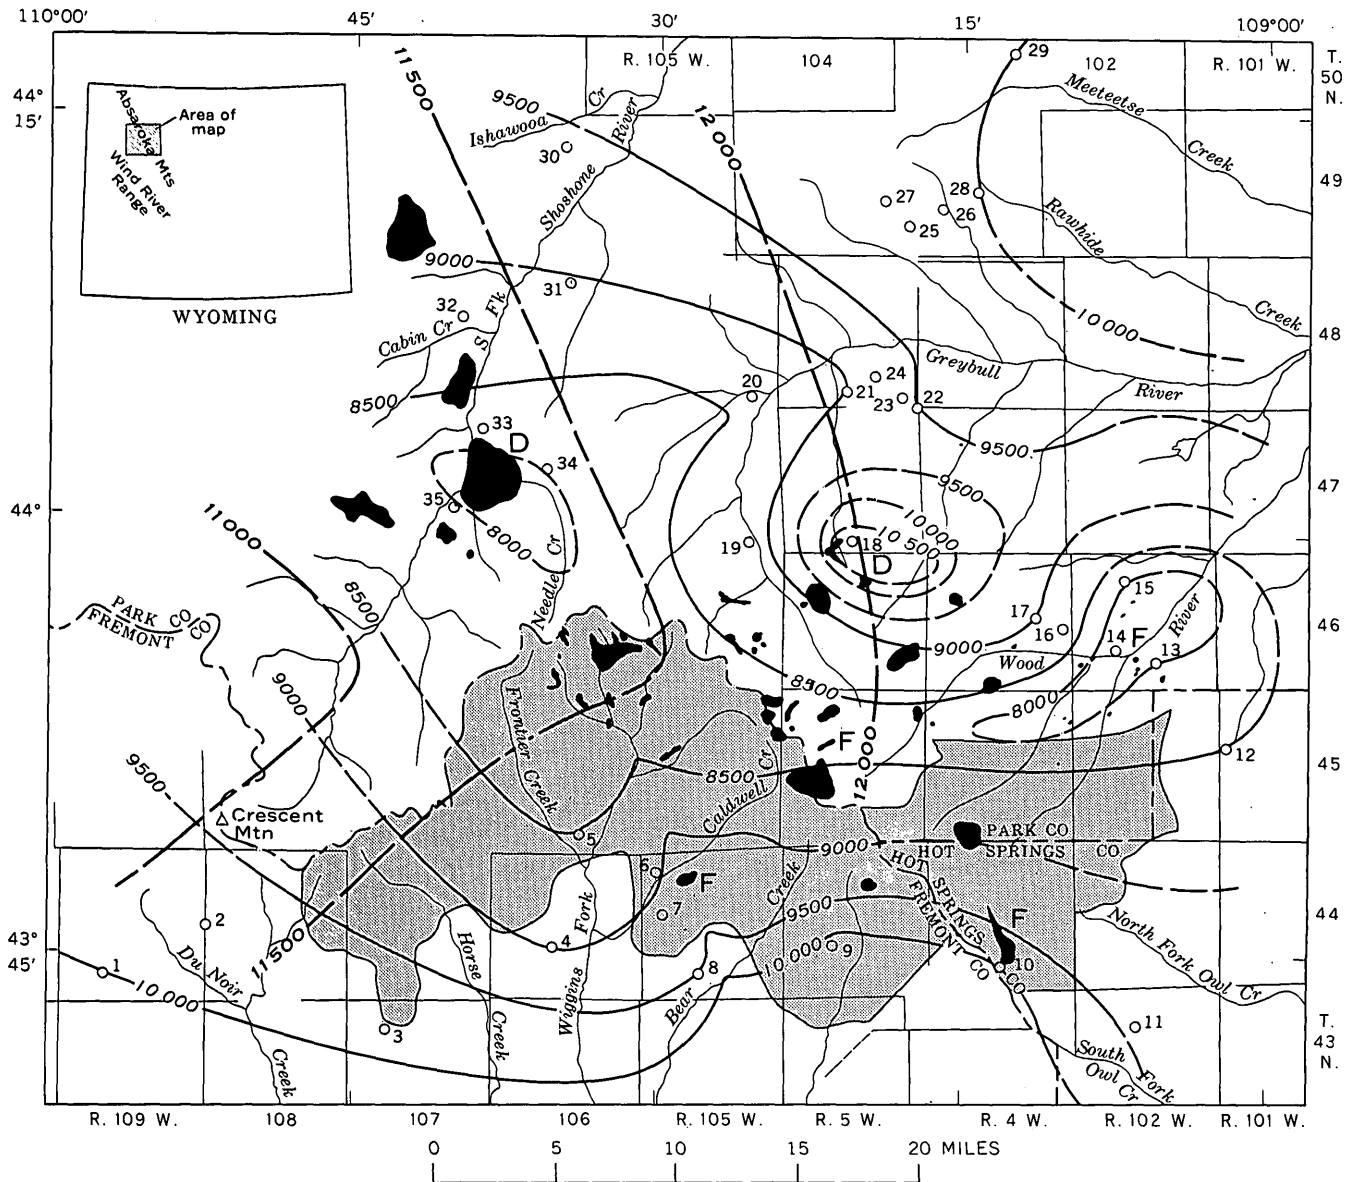 110°00′
45′
30′
15′
109°00′
R. 105 W.
104
102
R. 101 W.
T.
50
N.
49
48
47
46
45
44
T.
43
N.
44°
15′
44°
43°
45′
Absaroka Mts
Wind River
Range
Area of
map
WYOMING
11 500
9500
Ishawooa Cr
30
Shoshone
River
12 000
29
Meeteetse
Creek
27
28
26
25
Rawhide
Creek
10 000
9000
31
32
S Fk
Cabin Cr
8500
20
24
21
23
22
Greybull
River
9500
33
D
34
35
8000
11 000
8500
Needle Cr
19
9500
10 000
10 500
18
D
PARK CO
FREMONT CO
9000
15
17
16
14
F
13
River
Wood
9000
8500
8000
12
9500
Crescent
Mtn
Frontier Creek
Caldwell Cr
8500
F
12 000
5
6
F
7
9000
PARK CO
HOT SPRINGS CO
HOT SPRINGS
FREMONT CO
2
Du Noir
Creek
11 500
1
10 000
3
Horse
Creek
4
Wiggins Fork
8
Bear
Creek
9500
10 000
9
F
10
North Fork Owl Cr
11
South Fork
Owl Cr
R. 109 W.
108
107
106
R. 105 W.
R. 5 W.
R. 4 W.
R. 102 W.
R. 101 W.
0 5 10 15 20 MILES